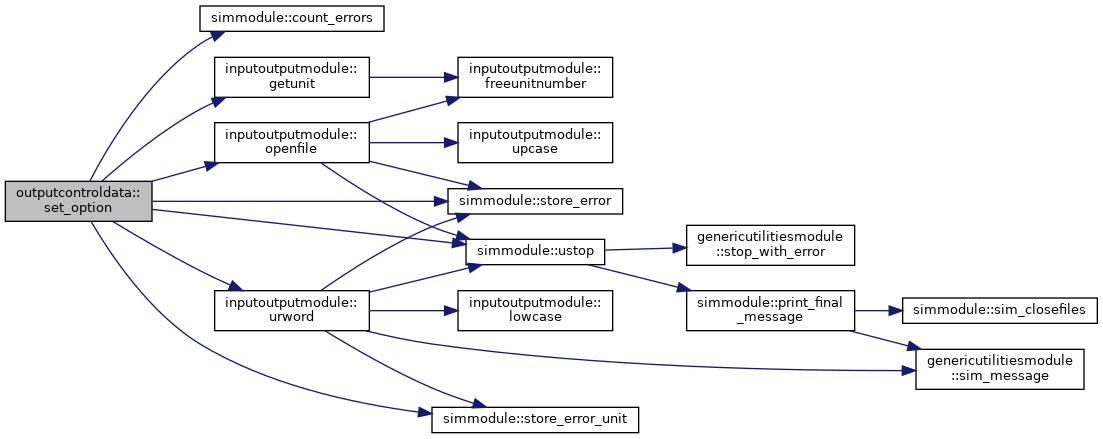 simmodule::count_errors
inputoutputmodule::
getunit
inputoutputmodule::
freeunitnumber
inputoutputmodule::
openfile
inputoutputmodule::
upcase
outputcontroldata::
set_option
simmodule::store_error
simmodule::ustop
genericutilitiesmodule
::stop_with_error
inputoutputmodule::
urword
inputoutputmodule::
lowcase
simmodule::print_final
_message
simmodule::sim_closefiles
genericutilitiesmodule
::sim_message
simmodule::store_error_unit